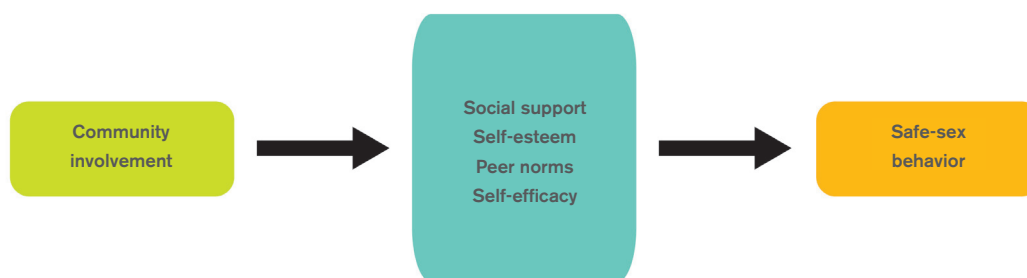 Community
involvement
Social support
Self-esteem
Peer norms
Self-efficacy
Safe-sex
behavior